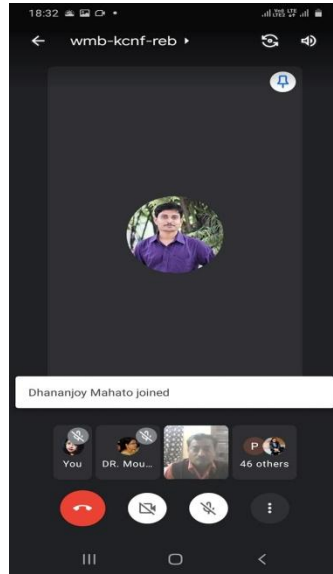 18:32
wmb-kcnf-reb
Dhananjoy Mahato joined
You
DR. Mou...
P
46 others